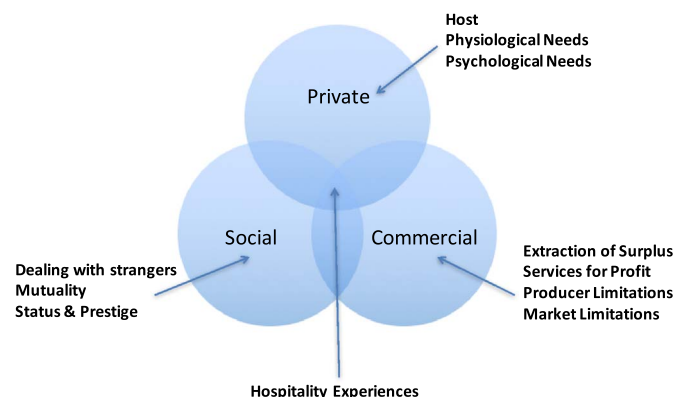 Host
Physiological Needs
Psychological Needs
Private
Social
Commercial
Dealing with strangers
Mutuality
Status & Prestige
Extraction of Surplus
Services for Profit
Producer Limitations
Market Limitations
Hospitality Experiences